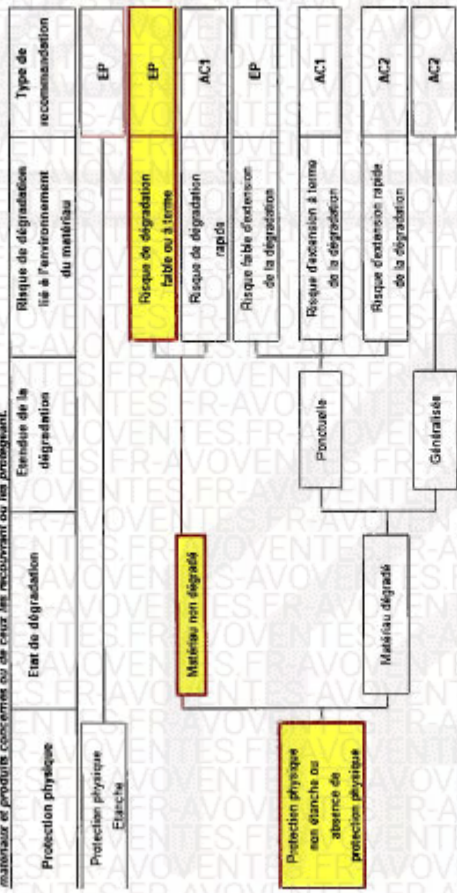 matériaux et produits concernés ou de ceux les recouvrant ou les protégeant.
Protection physique
Etat de dégradation
Etendue de la
dégradation
Risque de dégradation
lié à l'environnement
du matériau
Type de
recommandation
Protection physique
Etanche
EP
Protection physique
non étanche ou
absence de
protection physique
Matériau non dégradé
Risque de dégradation
faible ou à terme
EP
Risque de dégradation
rapide
AC1
Matériau dégradé
Ponctuelle
Risque faible d'extension
de la dégradation
EP
Risque d'extension à terme
de la dégradation
AC1
Risque d'extension rapide
de la dégradation
AC2
Généralisée
AC2